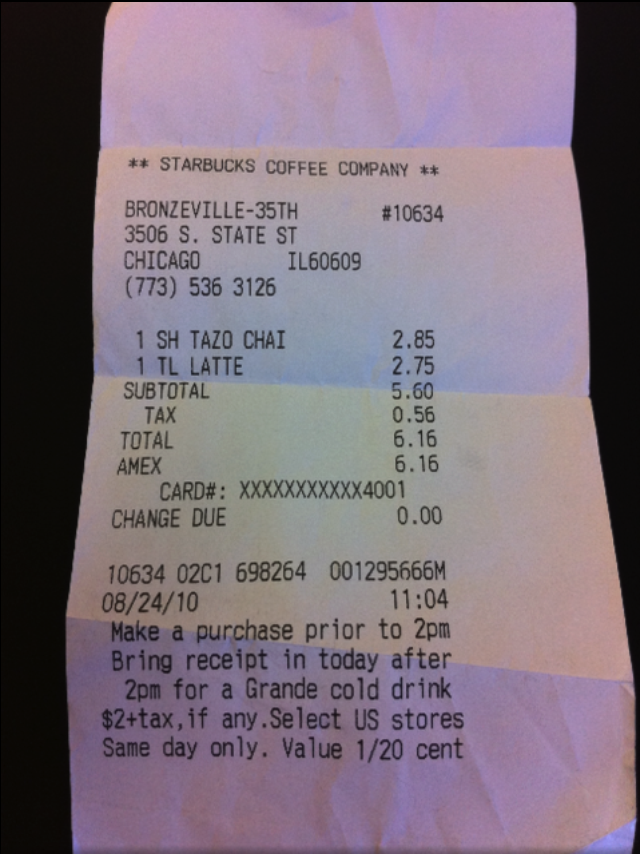 ** STARBUCKS COFFEE COMPANY **
BRONZEVILLE-35TH #10634
3506 S. STATE ST
CHICAGO IL60609
(773) 536 3126
1 SH TAZO CHAI 2.85
1 TL LATTE 2.75
SUBTOTAL 5.60
TAX 0.56
TOTAL 6.16
AMEX 6.16
CARD#: XXXXXXXXXXX4001
CHANGE DUE 0.00
10634 02C1 698264 001295666M
08/24/10 11:04
Make a purchase prior to 2pm
Bring receipt in today after
2pm for a Grande cold drink
$2+tax,if any.Select US stores
Same day only. Value 1/20 cent